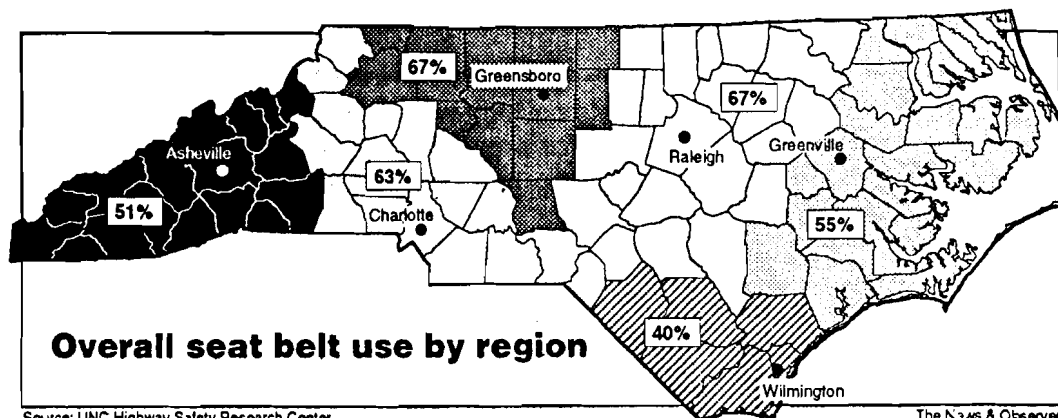 67%
Greensboro
67%
Asheville
Raleigh
Greenville
63%
51%
Charlotte
55%
40%
Overall seat belt use by region
Wilmington
Source: UNC Highway Safety Research Center
The News & Observer